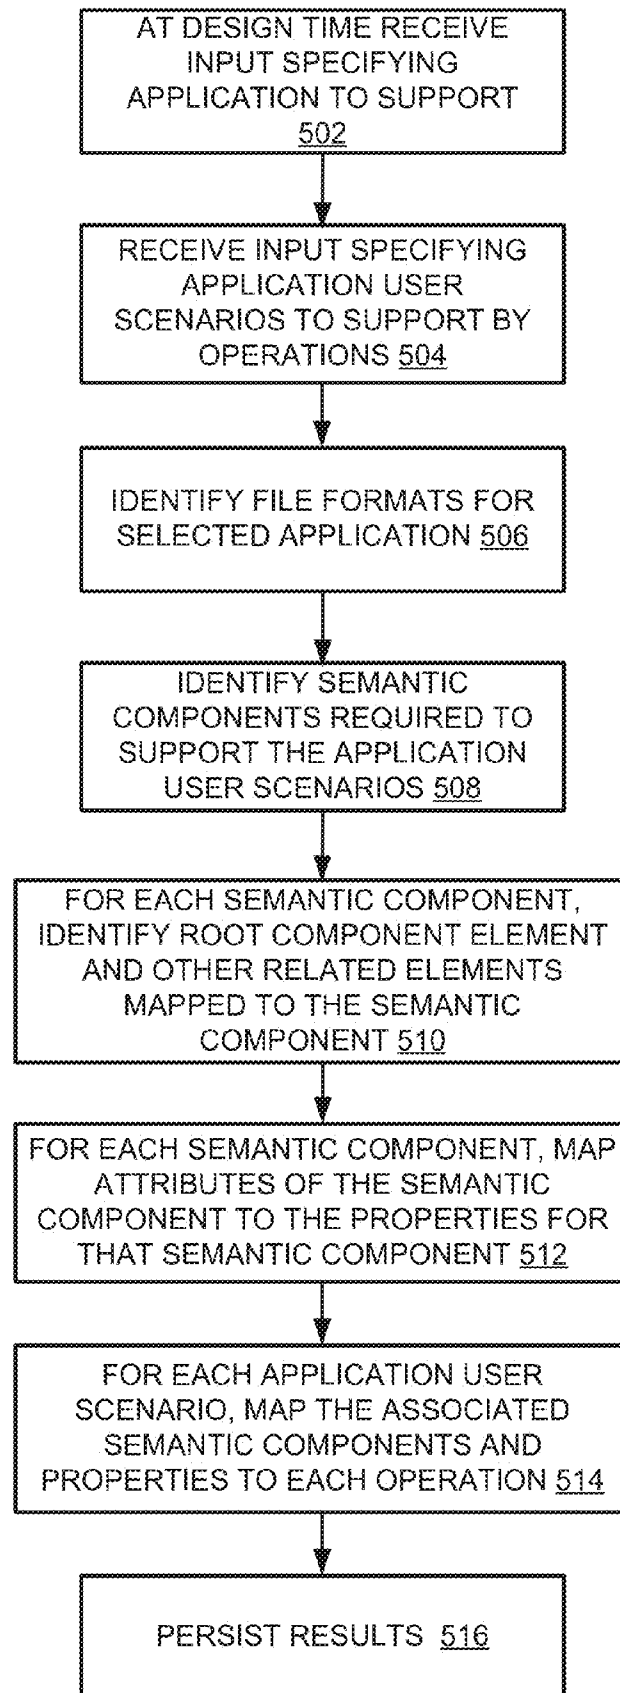 AT DESIGN TIME RECEIVE
INPUT SPECIFYING
APPLICATION TO SUPPORT
502
RECEIVE INPUT SPECIFYING
APPLICATION USER
SCENARIOS TO SUPPORT BY
OPERATIONS 504
IDENTIFY FILE FORMATS FOR
SELECTED APPLICATION 506
IDENTIFY SEMANTIC
COMPONENTS REQUIRED TO
SUPPORT THE APPLICATION
USER SCENARIOS 508
FOR EACH SEMANTIC COMPONENT,
IDENTIFY ROOT COMPONENT ELEMENT
AND OTHER RELATED ELEMENTS
MAPPED TO THE SEMANTIC
COMPONENT 510
FOR EACH SEMANTIC COMPONENT, MAP
ATTRIBUTES OF THE SEMANTIC
COMPONENT TO THE PROPERTIES FOR
THAT SEMANTIC COMPONENT 512
FOR EACH APPLICATION USER
SCENARIO, MAP THE ASSOCIATED
SEMANTIC COMPONENTS AND
PROPERTIES TO EACH OPERATION 514
PERSIST RESULTS 516